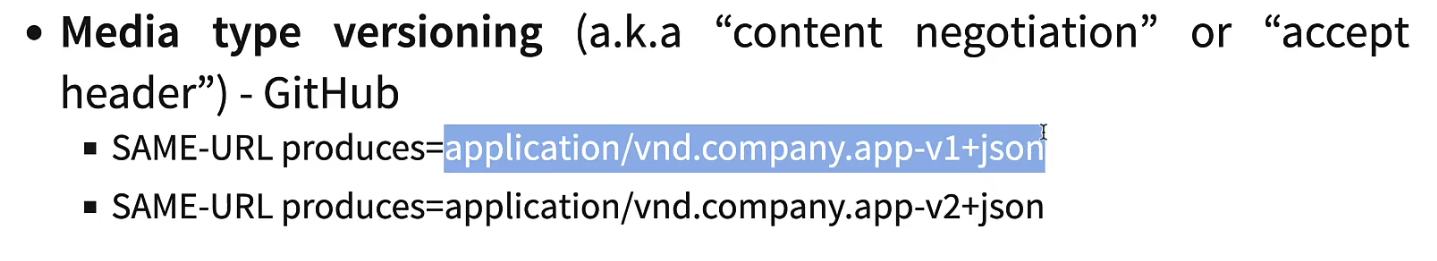 • Media type versioning (a.k.a “content negotiation” or “accept
header”) - GitHub
▪ SAME-URL produces=application/vnd.company.app-v1+json
▪ SAME-URL produces=application/vnd.company.app-v2+json